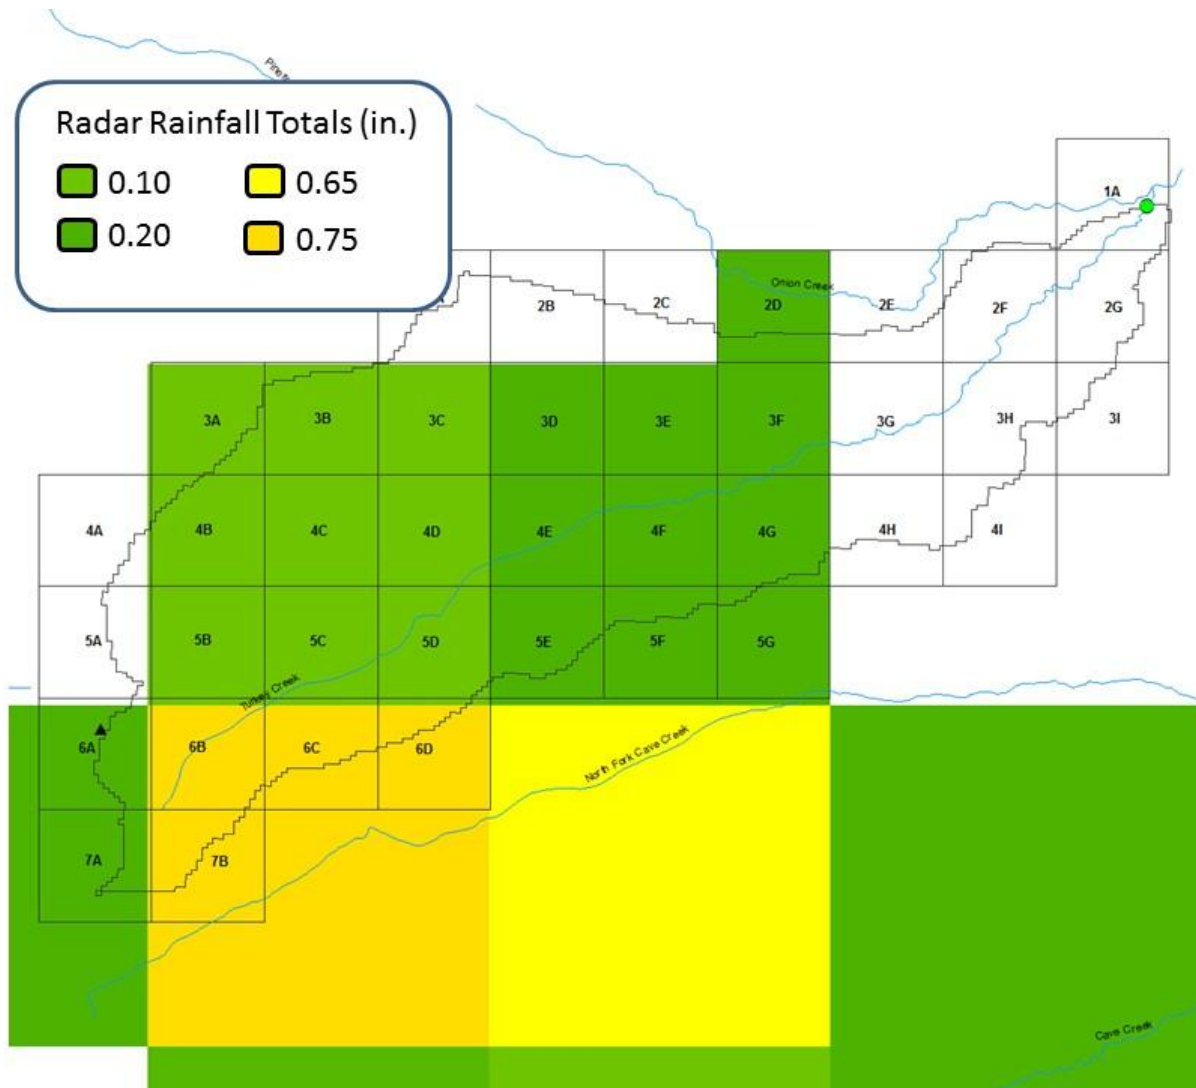 Radar Rainfall Totals (in.)
0.10 0.65
0.20 0.75
1A
2B 2C 2D 2E 2F 2G
Onion Creek
3A 3B 3C 3D 3E 3F 3G 3H 3I
4A 4B 4C 4D 4E 4F 4G 4H 4I
5A 5B 5C 5D 5E 5F 5G
Turkey Creek
6A 6B 6C 6D
North Fork Cave Creek
7A 7B
Cave Creek